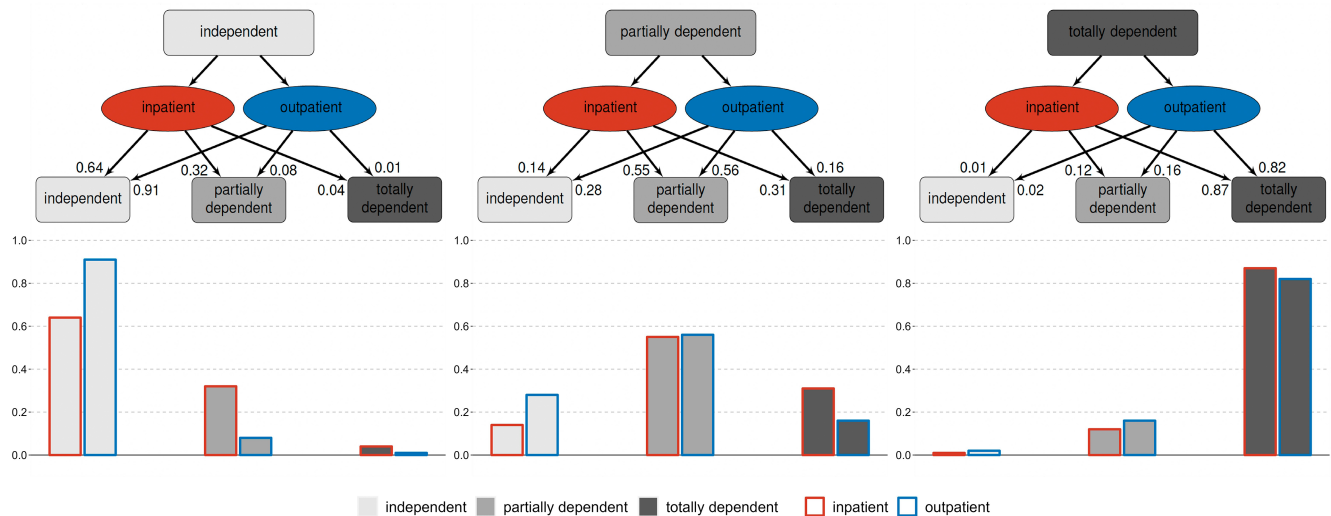 independent
partially dependent
totally dependent
inpatient
outpatient
inpatient
outpatient
inpatient
outpatient
0.64
0.32
0.08
0.01
0.14
0.55
0.56
0.16
0.01
0.12
0.16
0.82
independent
0.91
partially
dependent
0.04
totally
dependent
independent
0.28
partially
dependent
0.31
totally
dependent
independent
0.02
partially
dependent
0.87
totally
dependent
1.0
0.8
0.6
0.4
0.2
0.0
1.0
0.8
0.6
0.4
0.2
0.0
1.0
0.8
0.6
0.4
0.2
0.0
independent
partially dependent
totally dependent
inpatient
outpatient